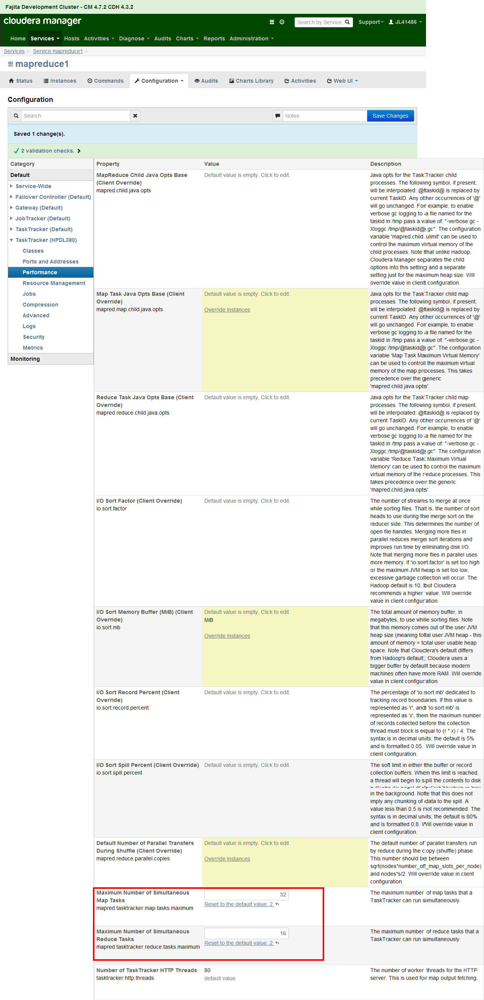 Fajita Development Cluster - CM 4.7.2 CDH 4.3.2
cloudera manager
Search by Service,
Support
JL41486
Home Services Hosts Activities Diagnose Audits Charts Reports Administration
Services » Service mapreduce1 »
mapreduce1
Status Instances Commands Configuration Audits Charts Library Activities Web UI
Configuration
Search
Notes
Save Changes
Saved 1 change(s).
2 validation checks.
Category
Default
Service-Wide
Failover Controller (Default)
Gateway (Default)
JobTracker (Default)
TaskTracker (Default)
TaskTracker (HPDL380)
Classes
Ports and Addresses
Performance
Resource Management
Jobs
Compression
Advanced
Logs
Security
Metrics
Monitoring
Property Value Description
MapReduce Child Java Opts Base
(Client Override)
mapred.child.java.opts
Default value is empty. Click to edit.
Java opts for the TaskTracker child
processes. The following symbol, if present,
will be interpolated: @taskid@ is replaced by
current TaskID. Any other occurrences of '@'
will go unchanged. For example, to enable
verbose gc logging to a file named for the
taskid in /tmp pass a value of: "-verbose:gc -
Xloggc:/tmp/@taskid@.gc". The configuration
variable 'mapred.child.ulimit' can be used to
control the maximum virtual memory of the
child processes. Note that unlike Hadoop,
Cloudera Manager separates the child
options into this setting and a separate
setting just for the maximum heap size. Will
override value in client configuration.
Map Task Java Opts Base (Client
Override)
mapred.map.child.java.opts
Default value is empty. Click to edit.
Override Instances
Java opts for the TaskTracker child map
processes. The following symbol, if present,
will be interpolated: @taskid@ is replaced by
current TaskID. Any other occurrences of '@'
will go unchanged. For example, to enable
verbose gc logging to a file named for the
taskid in /tmp pass a value of: "-verbose:gc -
Xloggc:/tmp/@taskid@.gc". The configuration
variable 'Map Task Maximum Virtual Memory'
can be used to control the maximum virtual
memory of the map processes. This takes
precedence over the generic
'mapred.child.java.opts'.
Reduce Task Java Opts Base (Client
Override)
mapred.reduce.child.java.opts
Default value is empty. Click to edit.
Java opts for the TaskTracker child map
processes. The following symbol, if present,
will be interpolated: @taskid@ is replaced by
current TaskID. Any other occurrences of '@'
will go unchanged. For example, to enable
verbose gc logging to a file named for the
taskid in /tmp pass a value of: "-verbose:gc -
Xloggc:/tmp/@taskid@.gc". The configuration
variable 'Reduce Task Maximum Virtual
Memory' can be used to control the maximum
virtual memory of the reduce processes. This
takes precedence over the generic
'mapred.child.java.opts'.
I/O Sort Factor (Client Override)
io.sort.factor
Default value is empty. Click to edit.
The number of streams to merge at once
while sorting files. That is, the number of sort
heads to use during the merge sort on the
reducer side. This determines the number of
open file handles. Merging more files in
parallel reduces merge sort iterations and
improves run time by eliminating disk I/O.
Note that merging more files in parallel uses
more memory. If 'io.sort.factor' is set too high
or the maximum JVM heap is set too low,
excessive garbage collection will occur. The
Hadoop default is 10, but Cloudera
recommends a higher value. Will override
value in client configuration.
I/O Sort Memory Buffer (MiB) (Client
Override)
io.sort.mb
Default value is empty. Click to edit.
MiB
Override Instances
The total amount of memory buffer, in
megabytes, to use while sorting files. Note
that this memory comes out of the user JVM
heap size (meaning total user JVM heap - this
amount of memory = total user usable heap
space. Note that Cloudera's default differs
from Hadoop's default; Cloudera uses a
bigger buffer by default because modern
machines often have more RAM. Will override
value in client configuration.
I/O Sort Record Percent (Client
Override)
io.sort.record.percent
Default value is empty. Click to edit.
The percentage of 'io.sort.mb' dedicated to
tracking record boundaries. If this value is
represented as 'r', and 'io.sort.mb' is
represented as 'x', then the maximum number
of records collected before the collection
thread must block is equal to (r * x) / 4. The
syntax is in decimal units; the default is 5%
and is formatted 0.05. Will override value in
client configuration.
I/O Sort Spill Percent (Client Override)
io.sort.spill.percent
Default value is empty. Click to edit.
The soft limit in either the buffer or record
collection buffers. When this limit is reached,
a thread will begin to spill the contents to disk
in the background. Note that this does not
imply any chunking of data to the spill. A
value less than 0.5 is not recommended. The
syntax is in decimal units; the default is 80%
and is formatted 0.8. Will override value in
client configuration.
Default Number of Parallel Transfers
During Shuffle (Client Override)
mapred.reduce.parallel.copies
Default value is empty. Click to edit.
Override Instances
The default number of parallel transfers run
by reduce during the copy (shuffle) phase.
This number should be between
sqrt(nodes*number_of_map_slots_per_node)
and nodes*s/2. Will override value in client
configuration.
Maximum Number of Simultaneous
Map Tasks
mapred.tasktracker.map.tasks.maximum
32
Reset to the default value: 2
The maximum number of map tasks that a
TaskTracker can run simultaneously.
Maximum Number of Simultaneous
Reduce Tasks
mapred.tasktracker.reduce.tasks.maximum
16
Reset to the default value: 2
The maximum number of reduce tasks that a
TaskTracker can run simultaneously.
Number of TaskTracker HTTP Threads
tasktracker.http.threads
80
default value
The number of worker threads for the HTTP
server. This is used for map output fetching.